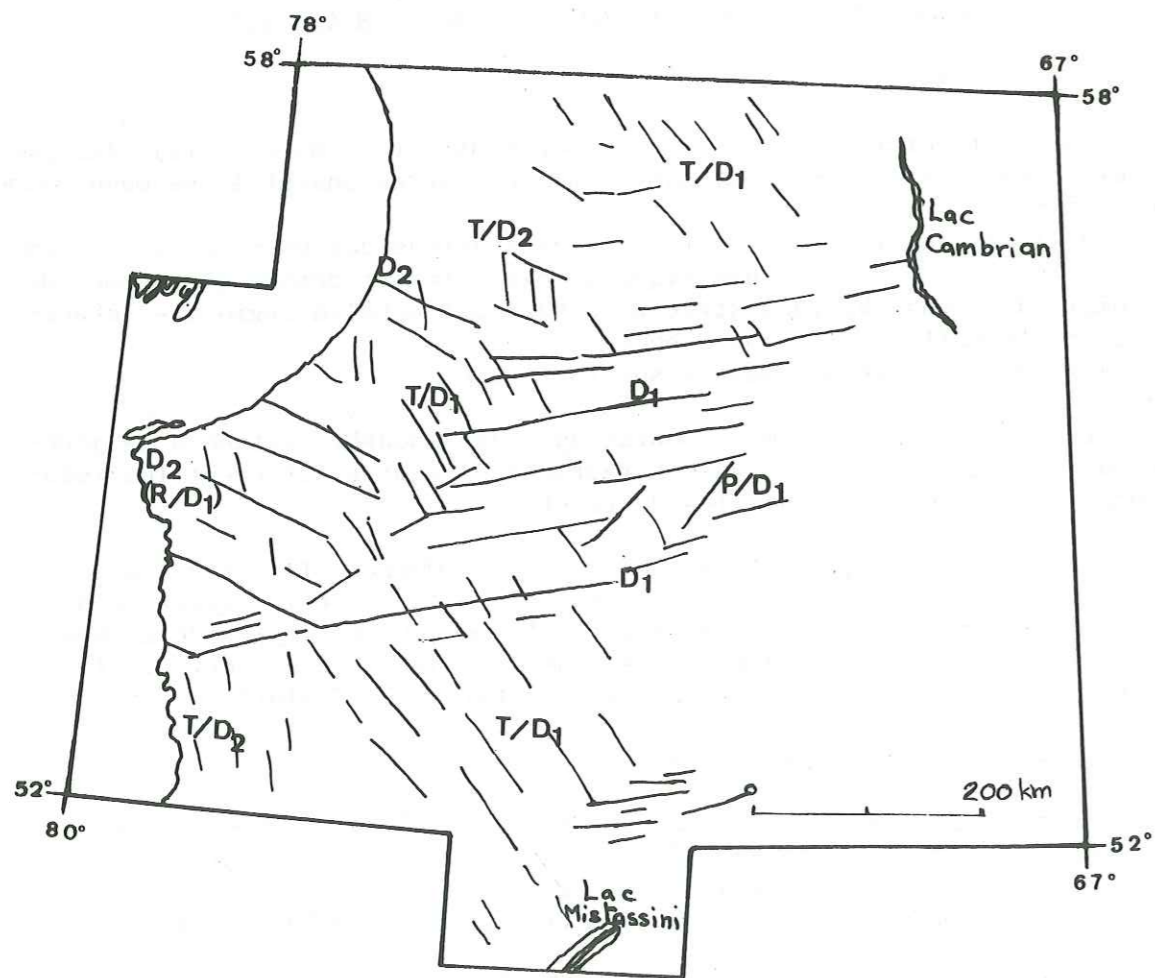 78°
58°
67°
58°
T/D1
Lac
Cambrian
T/D2
D2
T/D1
D1
D2
(R/D1)
P/D1
D1
T/D2
T/D1
52°
80°
200 km
52°
67°
Lac
Mistassini